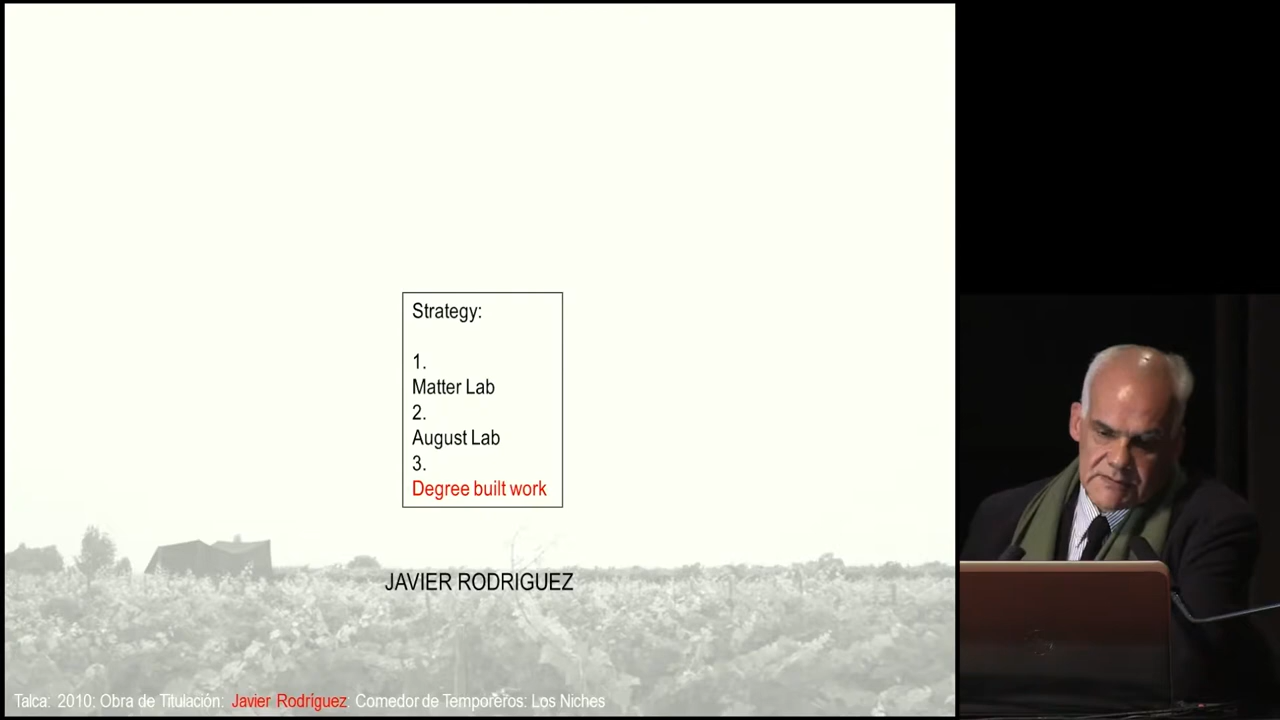 Strategy:
1.
Matter Lab
2.
August Lab
3.
Degree built work
JAVIER RODRIGUEZ
Talca: 2010: Obra de Titulación: Javier Rodríguez Comedor de Temporeros: Los Niches